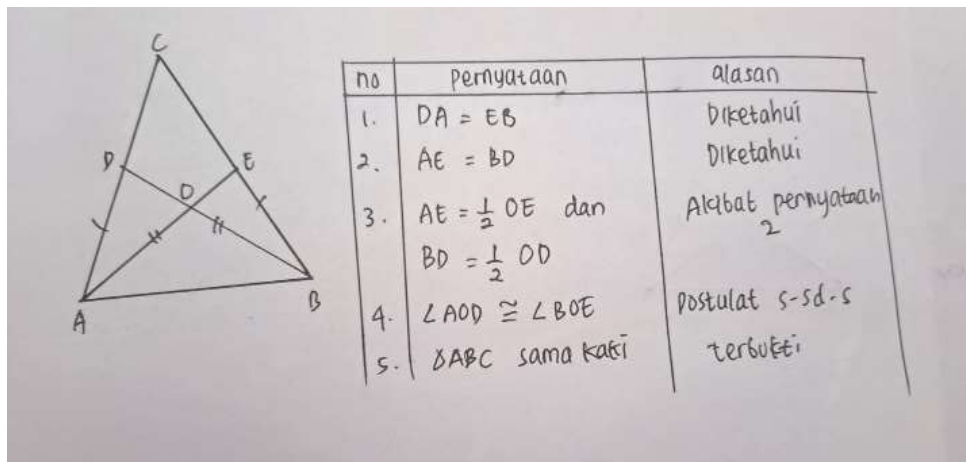 C
D
E
O
A
B
no pernyataan alasan
1. DA = EB Diketahui
2. AE = BD Diketahui
3. AE = 1/2 OE dan Akibat pernyataan
BD = 1/2 OD 2
4. ∠AOD ≅ ∠BOE Postulat s-sd-s
5. ΔABC sama kaki terbukti